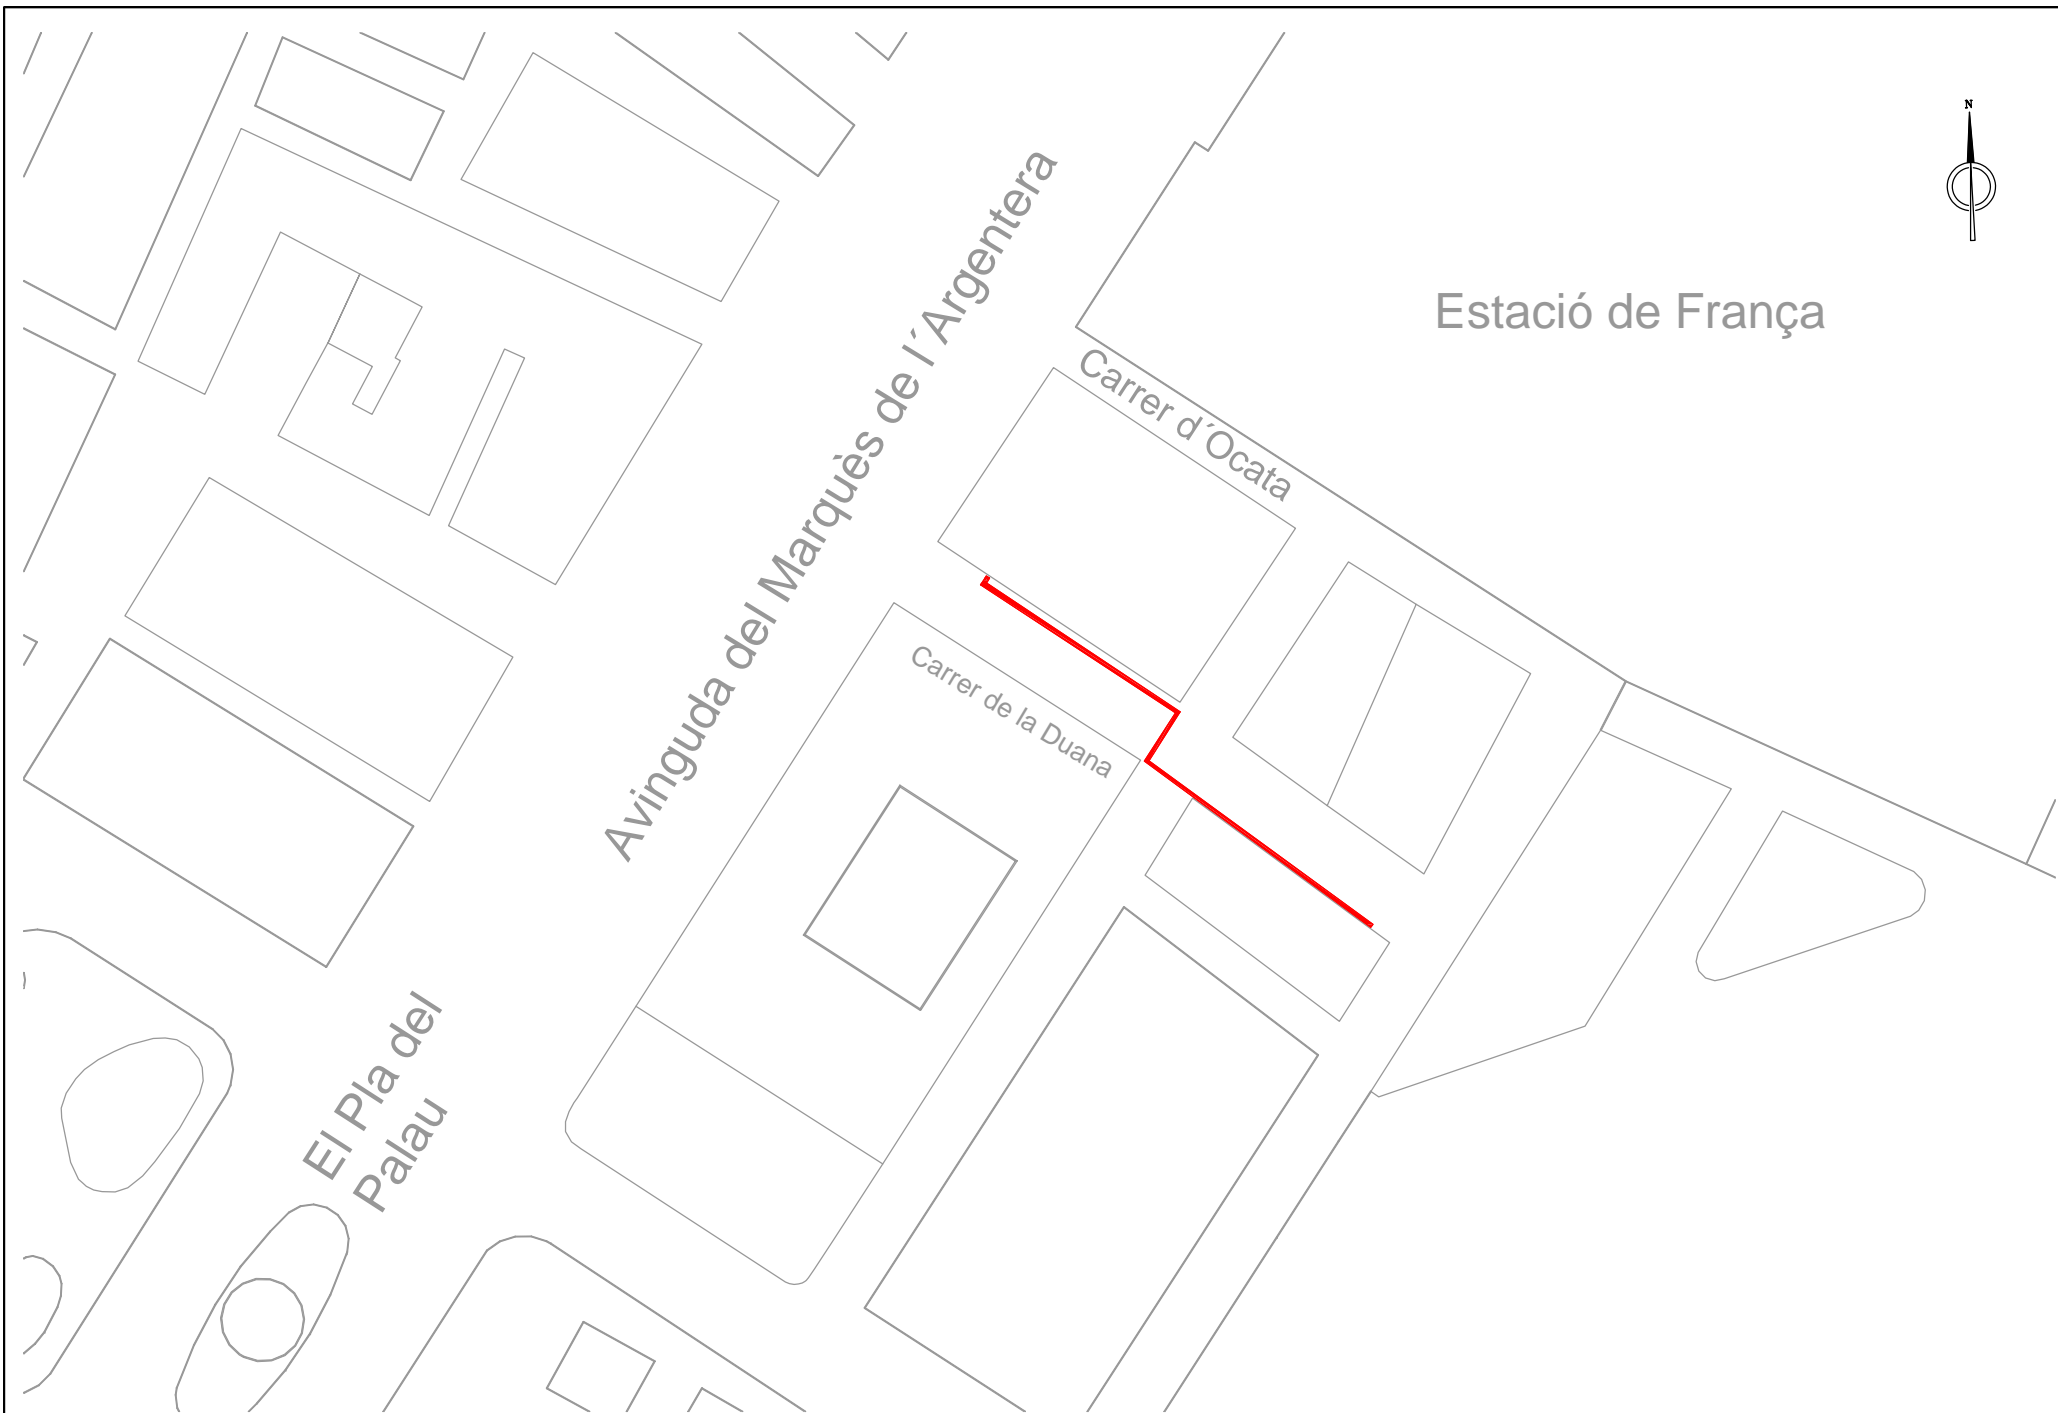 N
Estació de França
Avinguda del Marquès de l´Argentera
Carrer d´Ocata
Carrer de la Duana
El Pla del
Palau